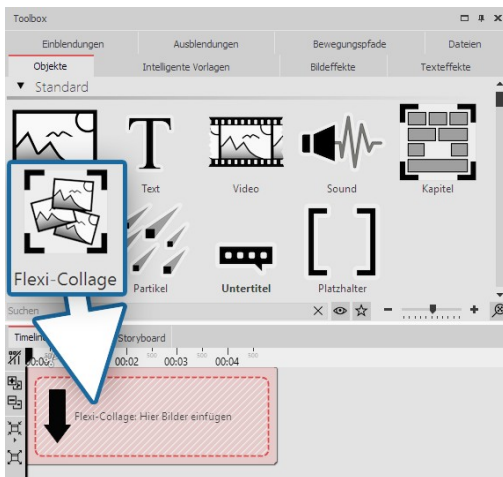 Toolbox
Einblendungen Ausblendungen Bewegungspfade Dateien
Objekte Intelligente Vorlagen Bildeffekte Texteffekte
Standard
Text Video Sound Kapitel
Flexi-Collage Partikel Untertitel Platzhalter
Suchen
Storyboard
00:02 00:03 00:04
Flexi-Collage: Hier Bilder einfügen